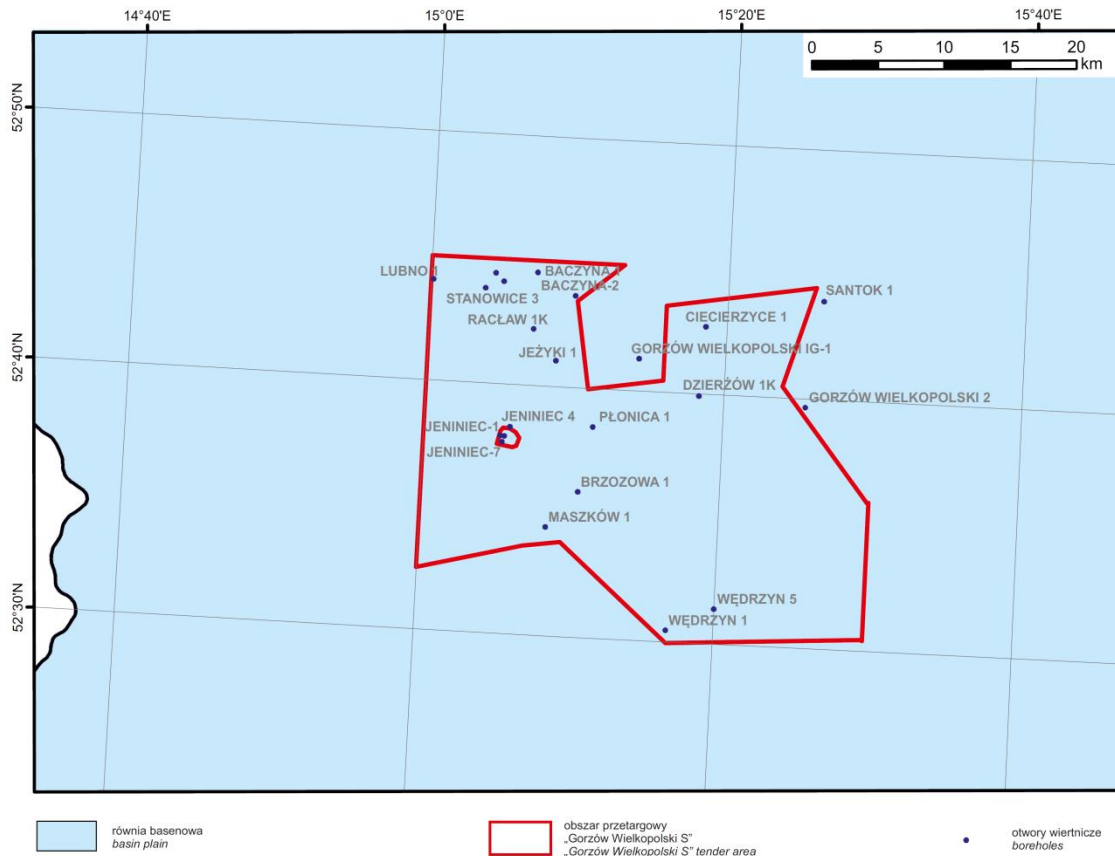 14°40'E 15°0'E 15°20'E 15°40'E
0 5 10 15 20
km
52°50'N
LUBNO 1
BACZYNA 1
BACZYNA-2
STANOWICE 3
SANTOK 1
RACŁAW 1K
CIECIERZYCE 1
JEŻYKI 1
GORZÓW WIELKOPOLSKI IG-1
52°40'N
DZIERŻÓW 1K
GORZÓW WIELKOPOLSKI 2
JENINIEC 4
PŁONICA 1
JENINIEC-1
JENINIEC-7
BRZOZOWA 1
MASZKÓW 1
52°30'N
WĘDRZYN 5
WĘDRZYN 1
równia basenowa
basin plain
obszar przetargowy
„Gorzów Wielkopolski S"
„Gorzów Wielkopolski S" tender area
otwory wiertnicze
boreholes